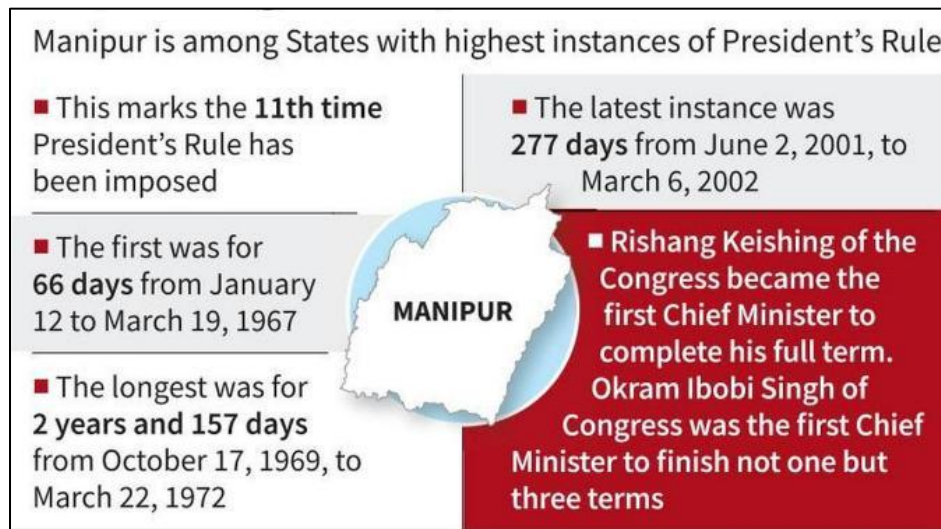 Manipur is among States with highest instances of President’s Rule
■ This marks the 11th time
President’s Rule has
been imposed
■ The first was for
66 days from January
12 to March 19, 1967
■ The longest was for
2 years and 157 days
from October 17, 1969, to
March 22, 1972
MANIPUR
■ The latest instance was
277 days from June 2, 2001, to
March 6, 2002
■ Rishang Keishing of the
Congress became the
first Chief Minister to
complete his full term.
Okram Ibobi Singh of
Congress was the first Chief
Minister to finish not one but
three terms